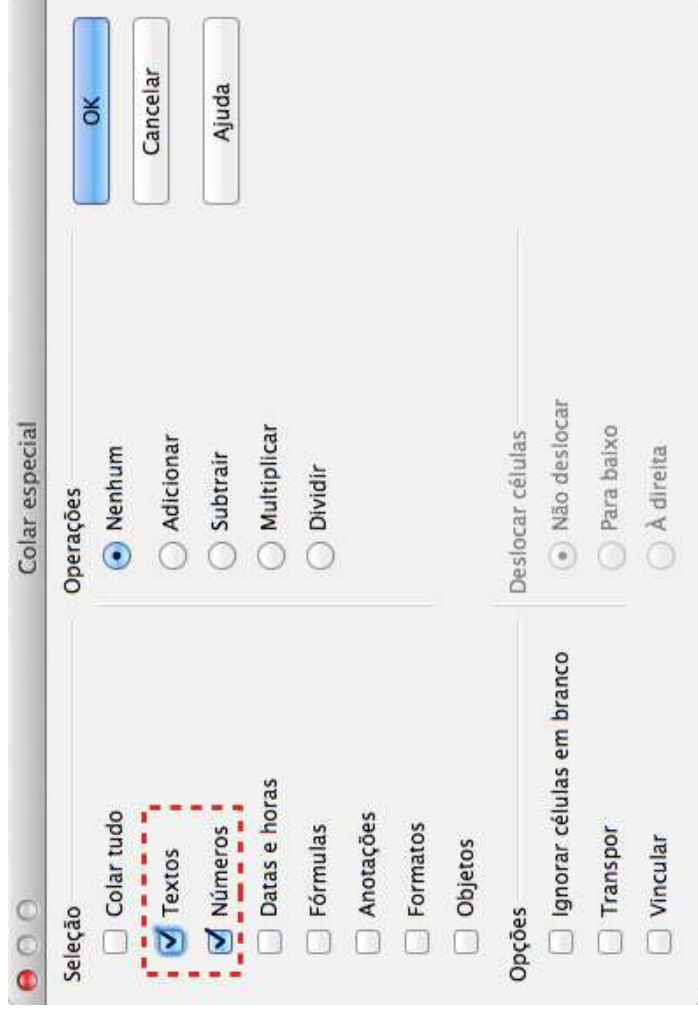 Colar especial
Seleção
Colar tudo
Textos
Números
Datas e horas
Fórmulas
Anotações
Formatos
Objetos
Operações
Nenhum
Adicionar
Subtrair
Multiplicar
Dividir
OK
Cancelar
Ajuda
Opções
Ignorar células em branco
Transpor
Vincular
Deslocar células
Não deslocar
Para baixo
À direita